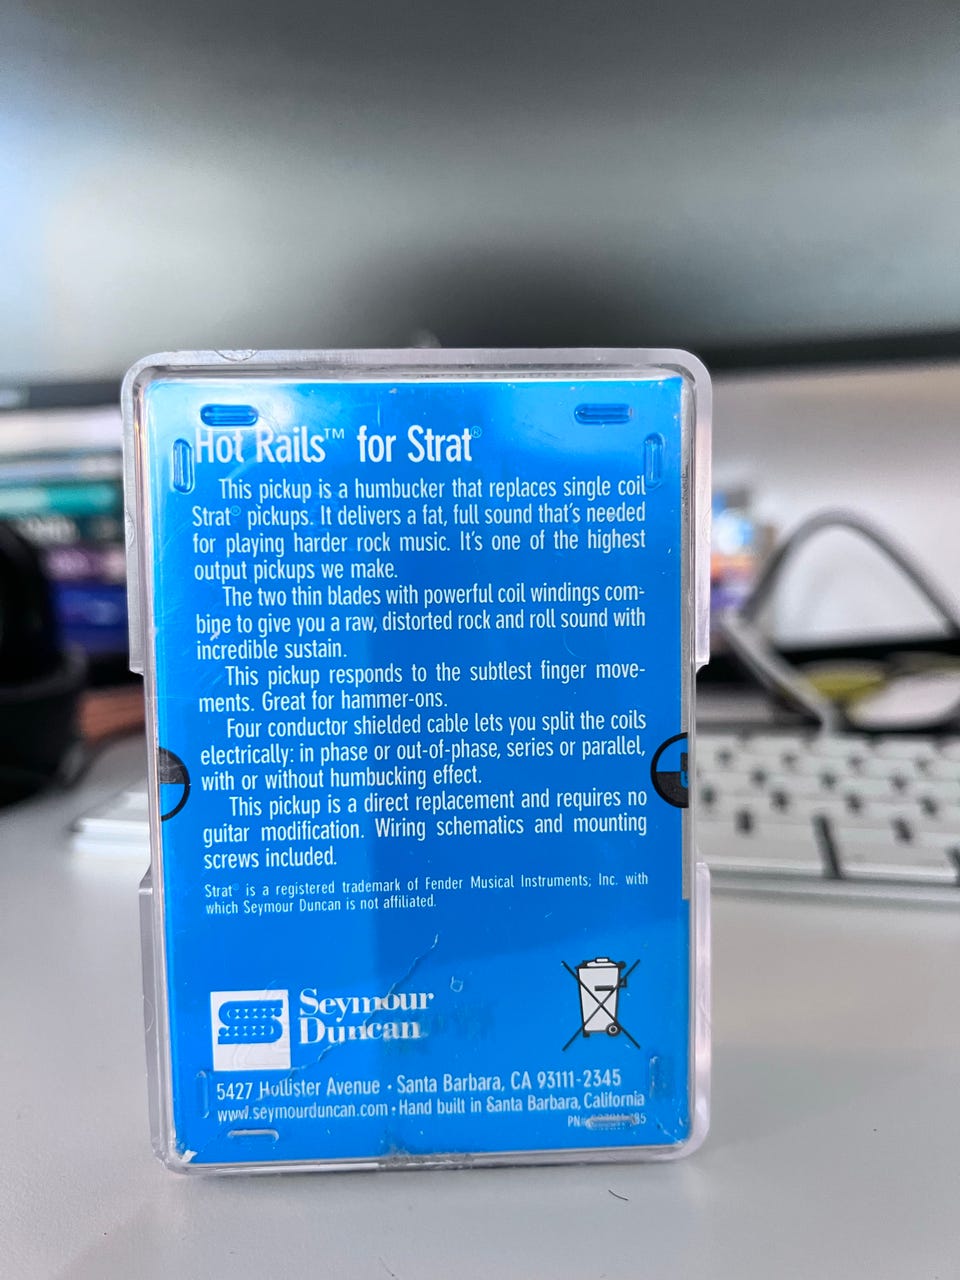 Hot Rails™ for Strat®
This pickup is a humbucker that replaces single coil
Strat® pickups. It delivers a fat, full sound that's needed
for playing harder rock music. It's one of the highest
output pickups we make.
The two thin blades with powerful coil windings com-
bine to give you a raw, distorted rock and roll sound with
incredible sustain.
This pickup responds to the subtlest finger move-
ments. Great for hammer-ons.
Four conductor shielded cable lets you split the coils
electrically: in phase or out-of-phase, series or parallel,
with or without humbucking effect.
This pickup is a direct replacement and requires no
guitar modification. Wiring schematics and mounting
screws included.
Strat® is a registered trademark of Fender Musical Instruments; Inc. with
which Seymour Duncan is not affiliated.
Seymour
Duncan
5427 Hollister Avenue • Santa Barbara, CA 93111-2345
www.seymourduncan.com • Hand built in Santa Barbara, California
PN#